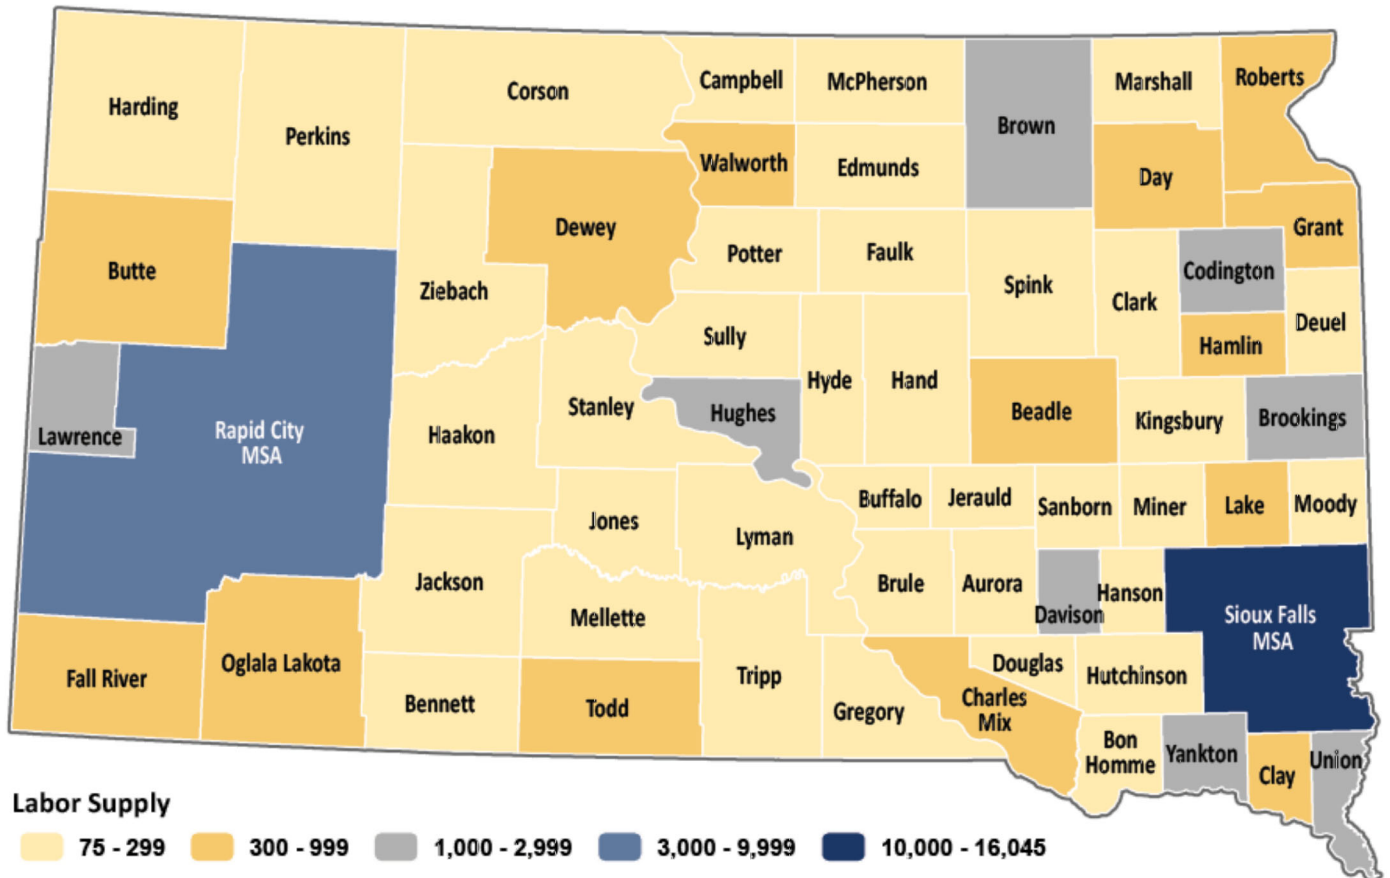 Harding
Perkins
Corson
Campbell
McPherson
Brown
Marshall
Roberts
Walworth
Edmunds
Day
Dewey
Grant
Butte
Ziebach
Potter
Faulk
Spink
Clark
Codington
Deuel
Hamlin
Sully
Hyde
Hand
Stanley
Hughes
Beadle
Kingsbury
Brookings
Lawrence
Rapid City
MSA
Haakon
Buffalo
Jerauld
Sanborn
Miner
Lake
Moody
Jones
Lyman
Jackson
Mellette
Brule
Aurora
Davison
Hanson
Sioux Falls
MSA
Fall River
Oglala Lakota
Bennett
Todd
Tripp
Gregory
Douglas
Charles
Mix
Hutchinson
Bon
Homme
Yankton
Clay
Union
Labor Supply
75 - 299
300 - 999
1,000 - 2,999
3,000 - 9,999
10,000 - 16,045